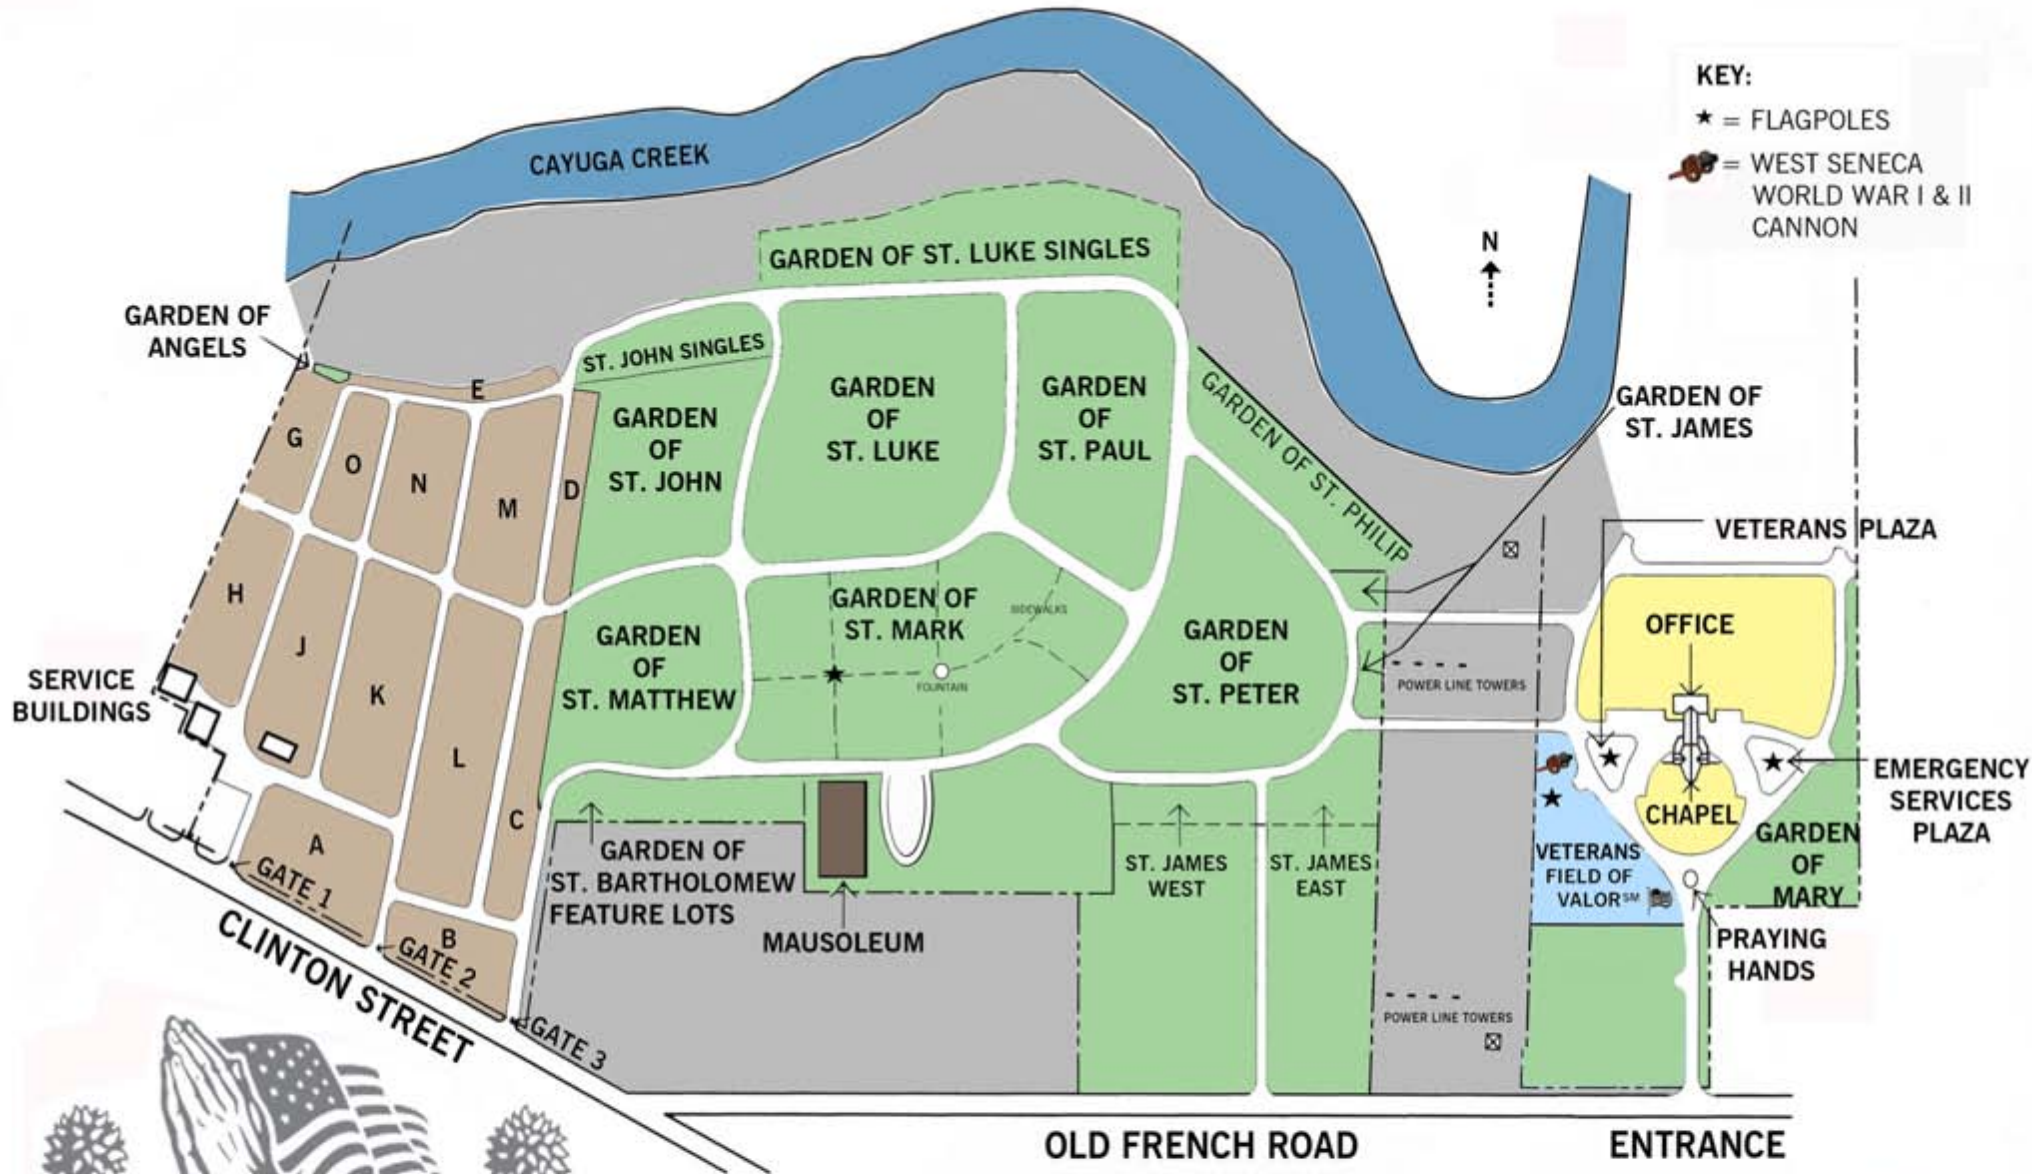 KEY:
★ = FLAGPOLES
= WEST SENECA
WORLD WAR I & II
CANNON
N
CAYUGA CREEK
GARDEN OF ST. LUKE SINGLES
GARDEN OF
ANGELS
ST. JOHN SINGLES
E
G
O
N
M
D
GARDEN
OF
ST. JOHN
GARDEN
OF
ST. LUKE
GARDEN
OF
ST. PAUL
GARDEN OF ST. PHILIP
GARDEN OF
ST. JAMES
VETERANS PLAZA
H
J
K
L
C
GARDEN
OF
ST. MATTHEW
GARDEN OF
ST. MARK
SIDEWALKS
FOUNTAIN
GARDEN
OF
ST. PETER
POWER LINE TOWERS
OFFICE
SERVICE
BUILDINGS
CHAPEL
EMERGENCY
SERVICES
PLAZA
A
GATE 1
B
GATE 2
GATE 3
GARDEN OF
ST. BARTHOLOMEW
FEATURE LOTS
MAUSOLEUM
ST. JAMES
WEST
ST. JAMES
EAST
VETERANS
FIELD OF
VALOR℠
GARDEN
OF
MARY
PRAYING
HANDS
POWER LINE TOWERS
CLINTON STREET
OLD FRENCH ROAD
ENTRANCE